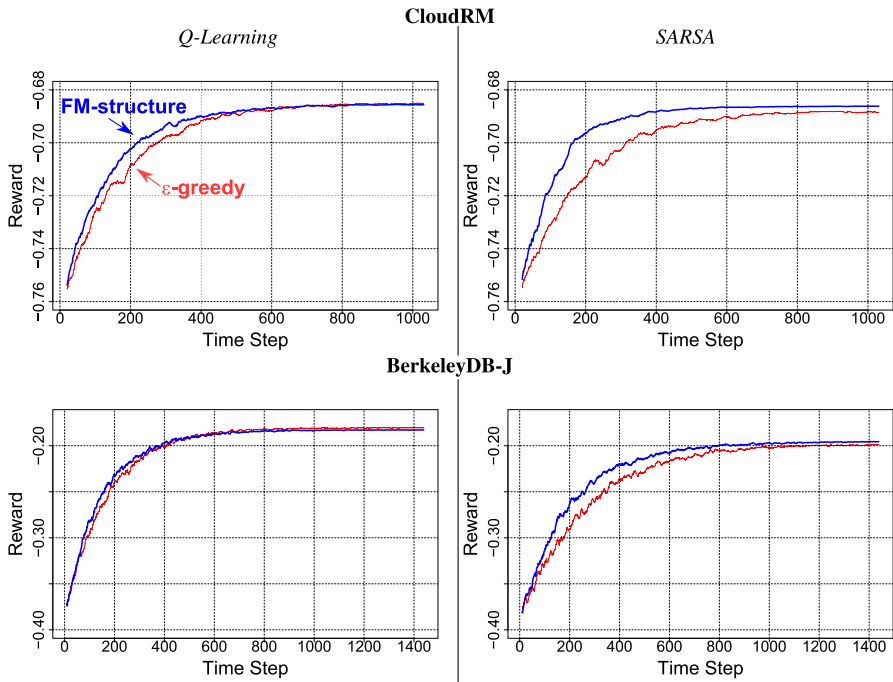 CloudRM
Q-Learning
SARSA
−0.68
−0.70
−0.72
−0.74
−0.76
Reward
FM-structure
ε-greedy
0 200 400 600 800 1000
Time Step
−0.68
−0.70
−0.72
−0.74
−0.76
Reward
0 200 400 600 800 1000
Time Step
BerkeleyDB-J
−0.20
−0.30
−0.40
Reward
0 200 400 600 800 1000 1200 1400
Time Step
−0.20
−0.30
−0.40
Reward
0 200 400 600 800 1000 1200 1400
Time Step